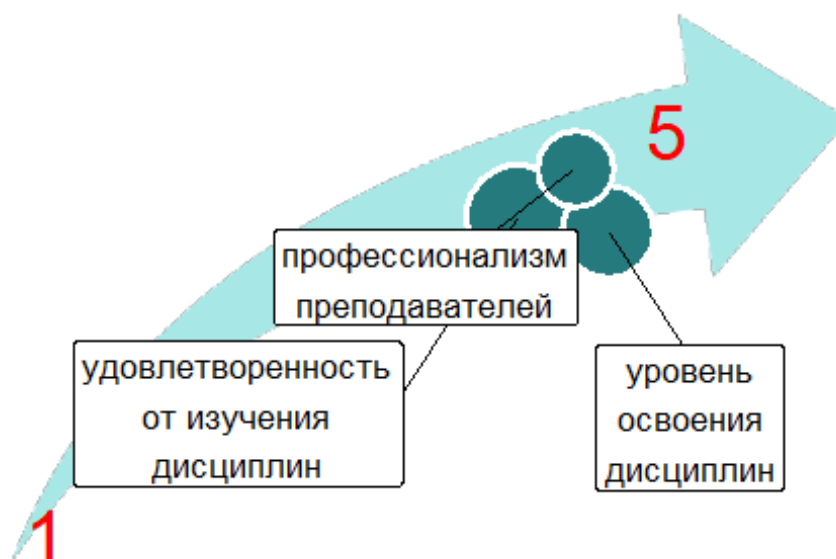 5
профессионализм
преподавателей
удовлетворенность
от изучения
дисциплин
уровень
освоения
дисциплин
1